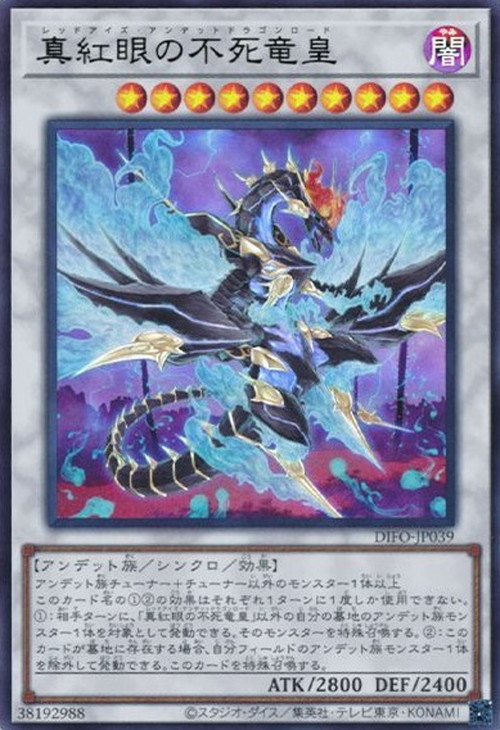 レッドアイズ・アンデットドラゴンロード
真紅眼の不死竜皇
やみ
闇
DIFO-JP039
【アンデット族／シンクロ／効果】
アンデット族チューナー＋チューナー以外のモンスター1体以上
このカード名の①②の効果はそれぞれ1ターンに1度しか使用できない。
①：相手ターンに、「真紅眼の不死竜皇」以外の自分の墓地のアンデット族モン
スター1体を対象として発動できる。そのモンスターを特殊召喚する。②：この
カードが墓地に存在する場合、自分フィールドのアンデット族モンスター1体
を除外して発動できる。このカードを特殊召喚する。
ATK/2800 DEF/2400
38192988
©スタジオ・ダイス／集英社・テレビ東京・KONAMI